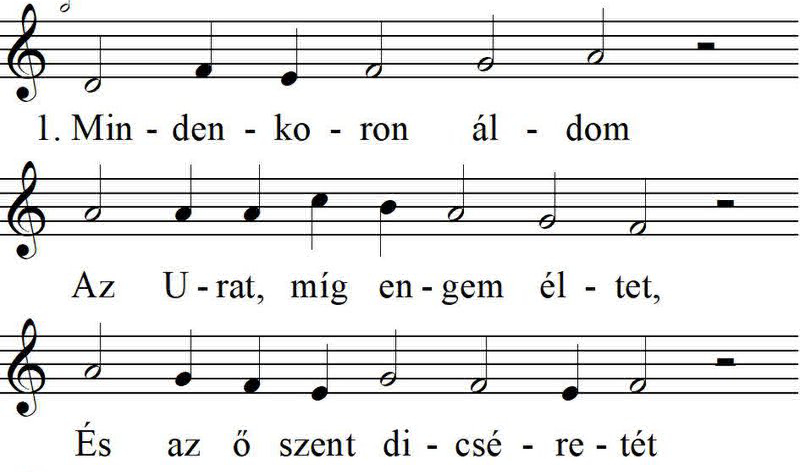 1. Min - den - ko - ron ál - dom
Az U - rat, míg en - gem él - tet,
És az ő szent di - csé - re - tét